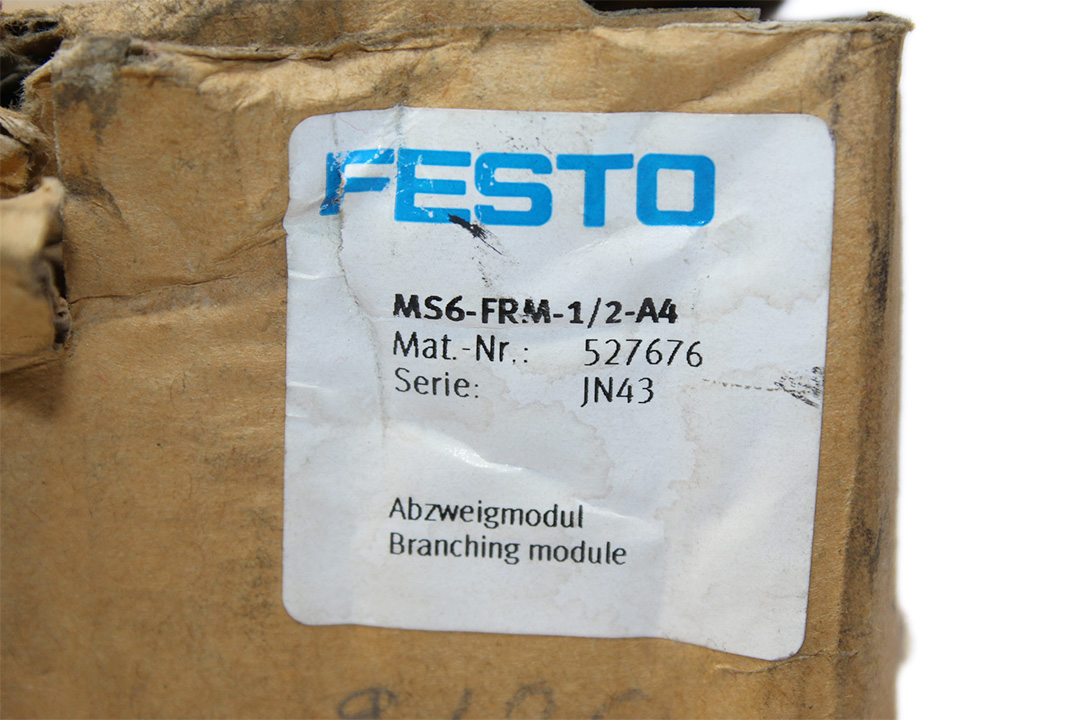 FESTO
MS6-FRM-1/2-A4
Mat.-Nr.: 527676
Serie: JN43
Abzweigmodul
Branching module